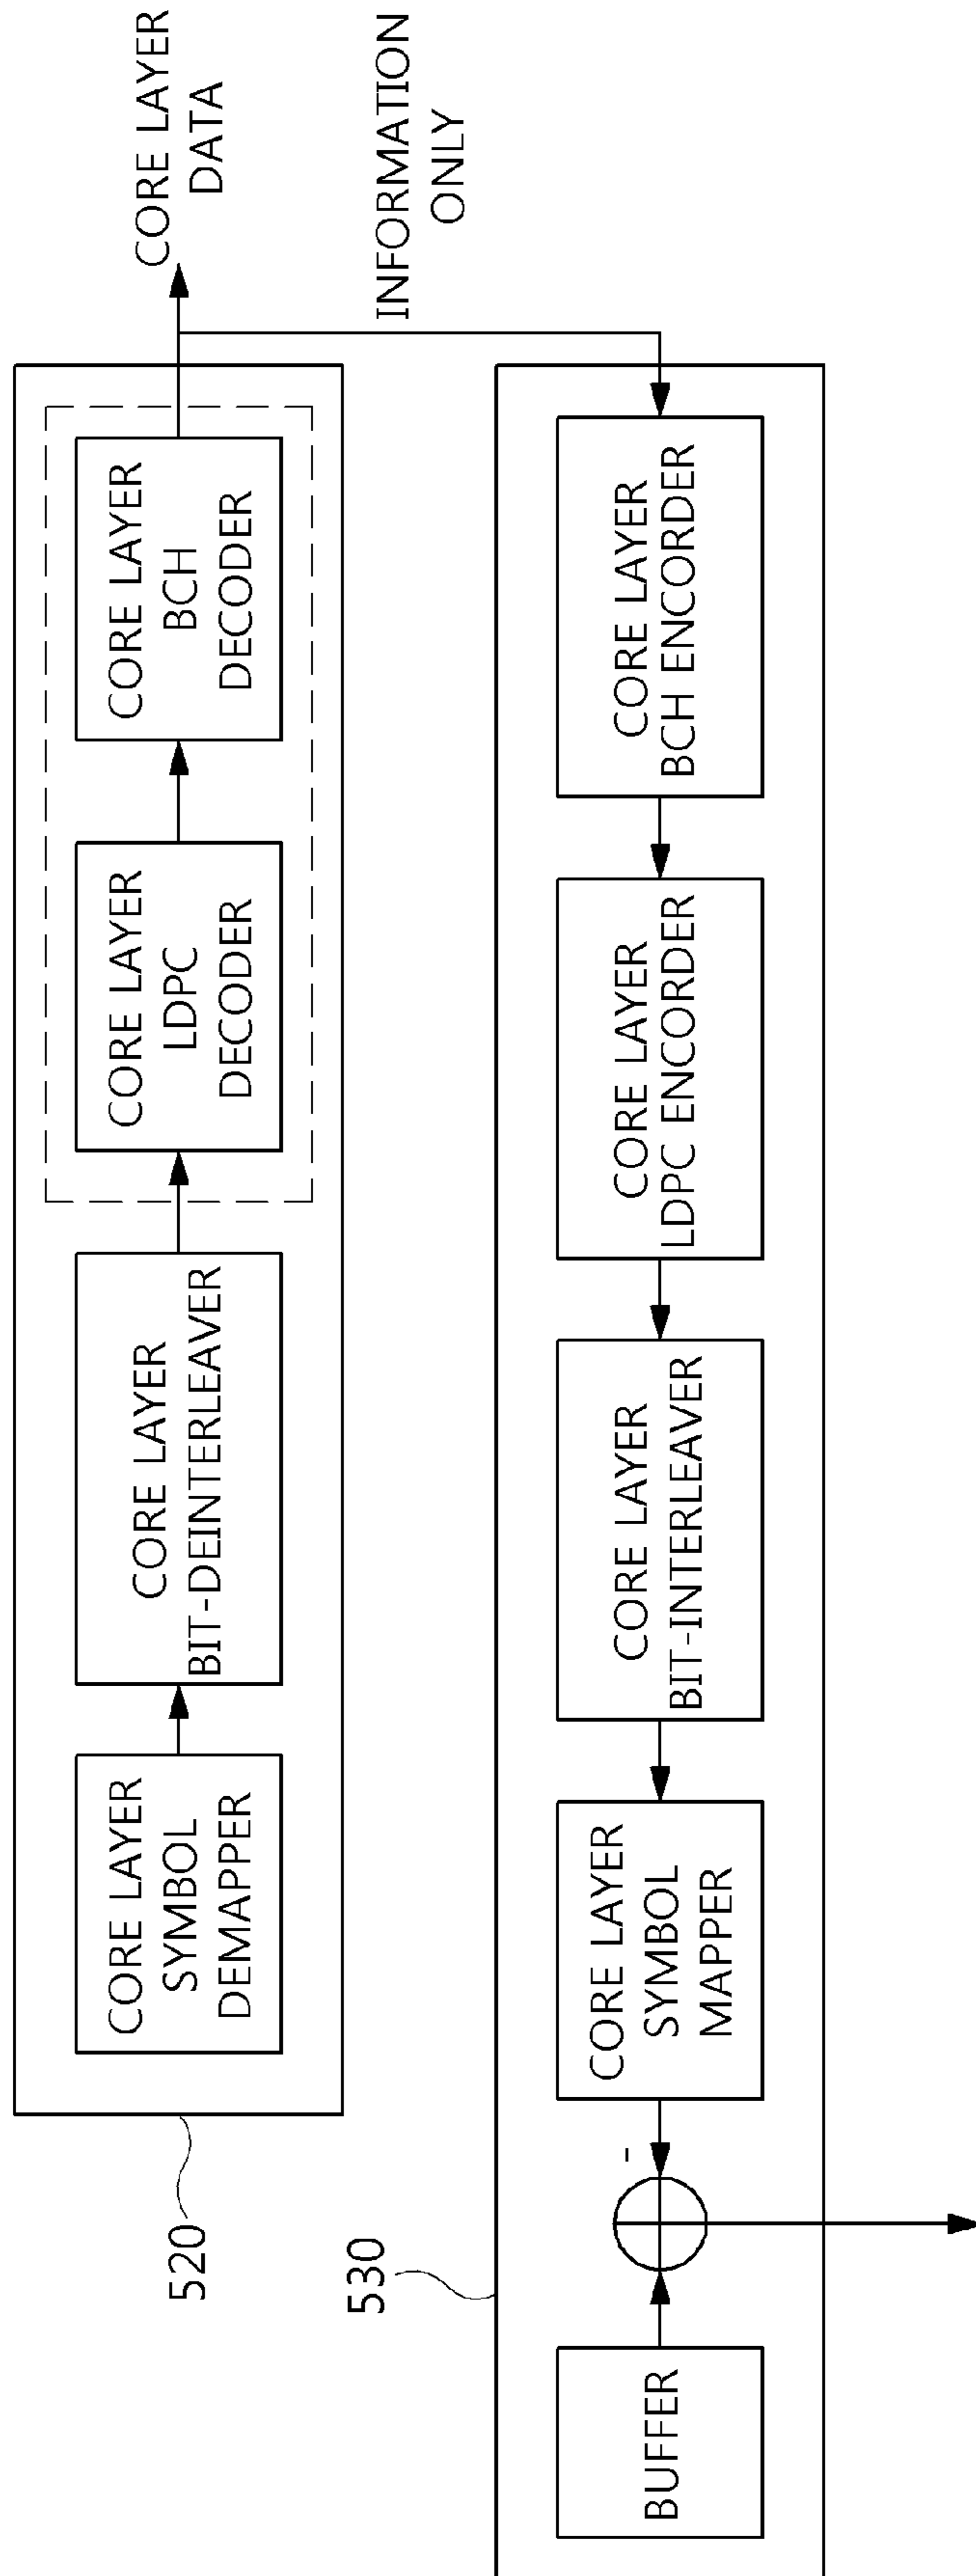 CORE LAYER
SYMBOL
DEMAPPER
CORE LAYER
BIT-DEINTERLEAVER
CORE LAYER
LDPC
DECODER
CORE LAYER
BCH
DECODER
CORE LAYER
DATA
520
INFORMATION
ONLY
530
BUFFER
-
CORE LAYER
SYMBOL
MAPPER
CORE LAYER
BIT-INTERLEAVER
CORE LAYER
LDPC ENCORDER
CORE LAYER
BCH ENCORDER